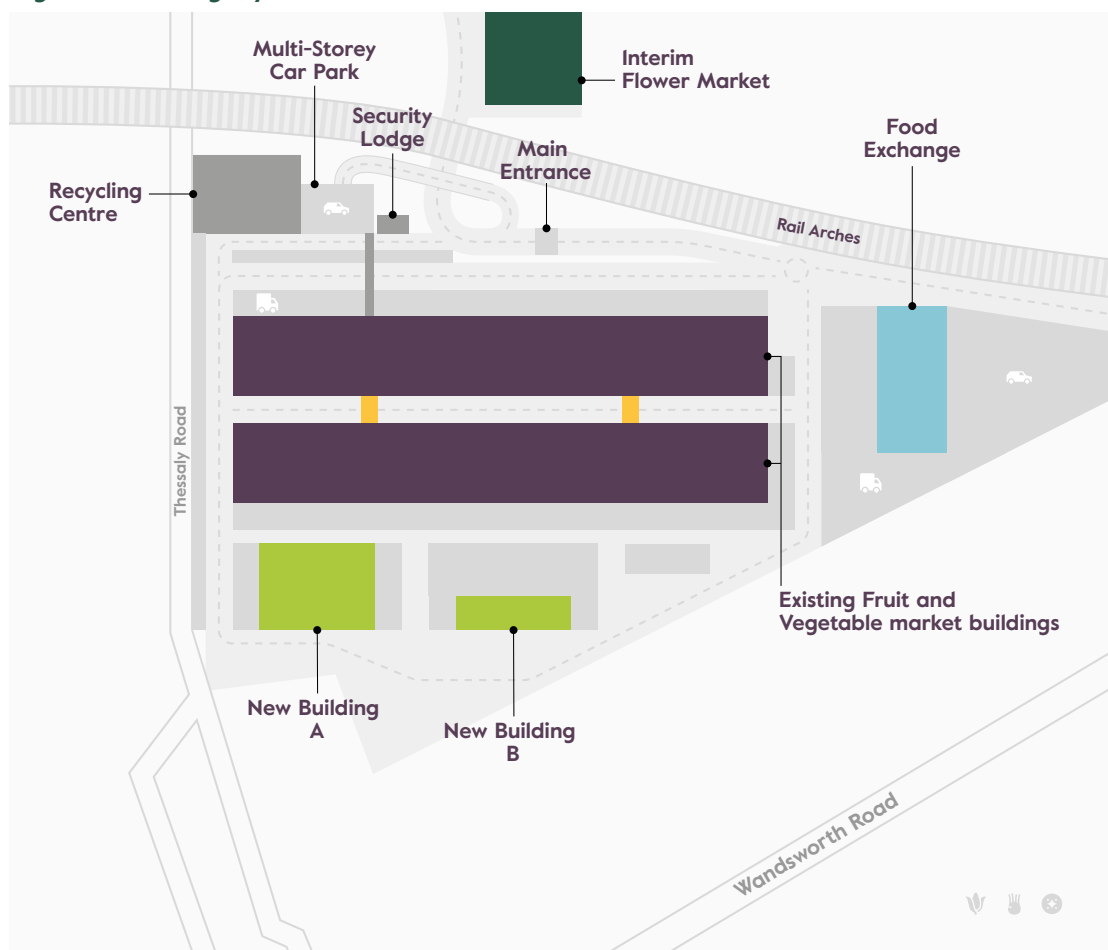 Multi-Storey
Car Park
Interim
Flower Market
Security
Lodge
Main
Entrance
Food
Exchange
Recycling
Centre
Rail Arches
Thessaly Road
Existing Fruit and
Vegetable market buildings
New Building
A
New Building
B
Wandsworth Road